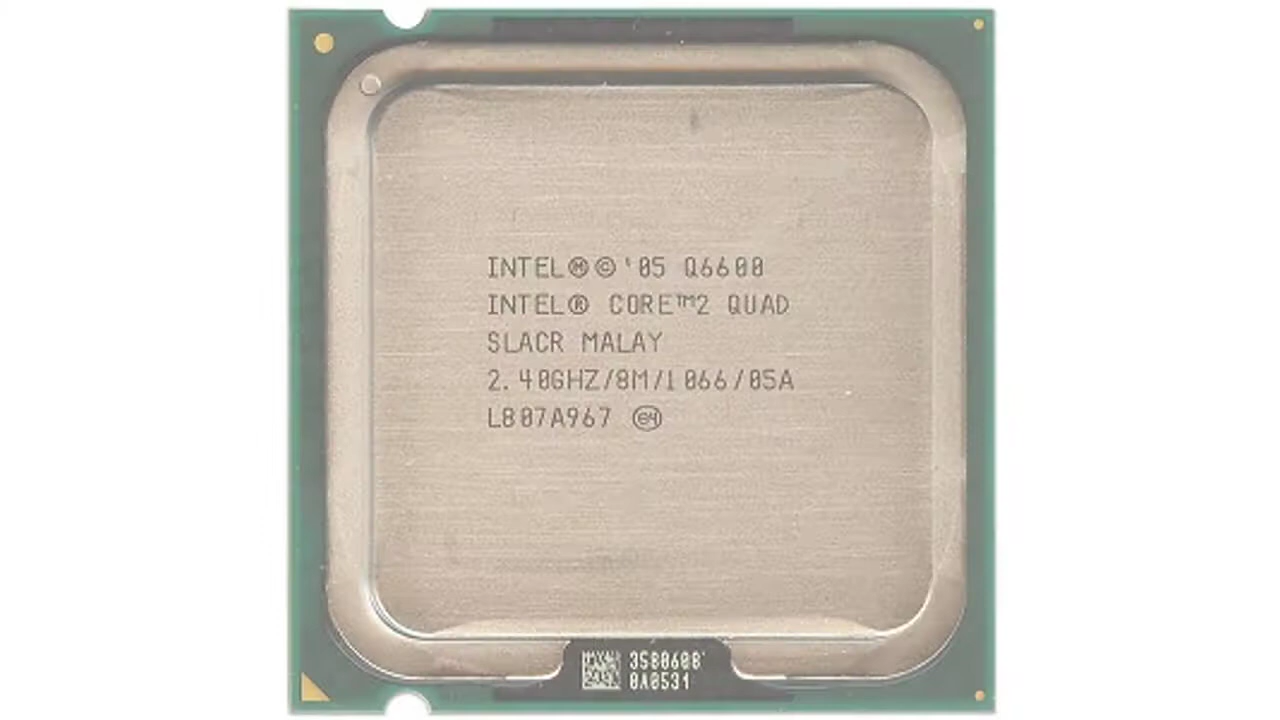 INTEL Ⓜ © '05 Q6600
INTEL® CORE™2 QUAD
SLACR MALAY
2.40GHZ/8M/1066/05A
L807A967 e4
3580608'
0A0531